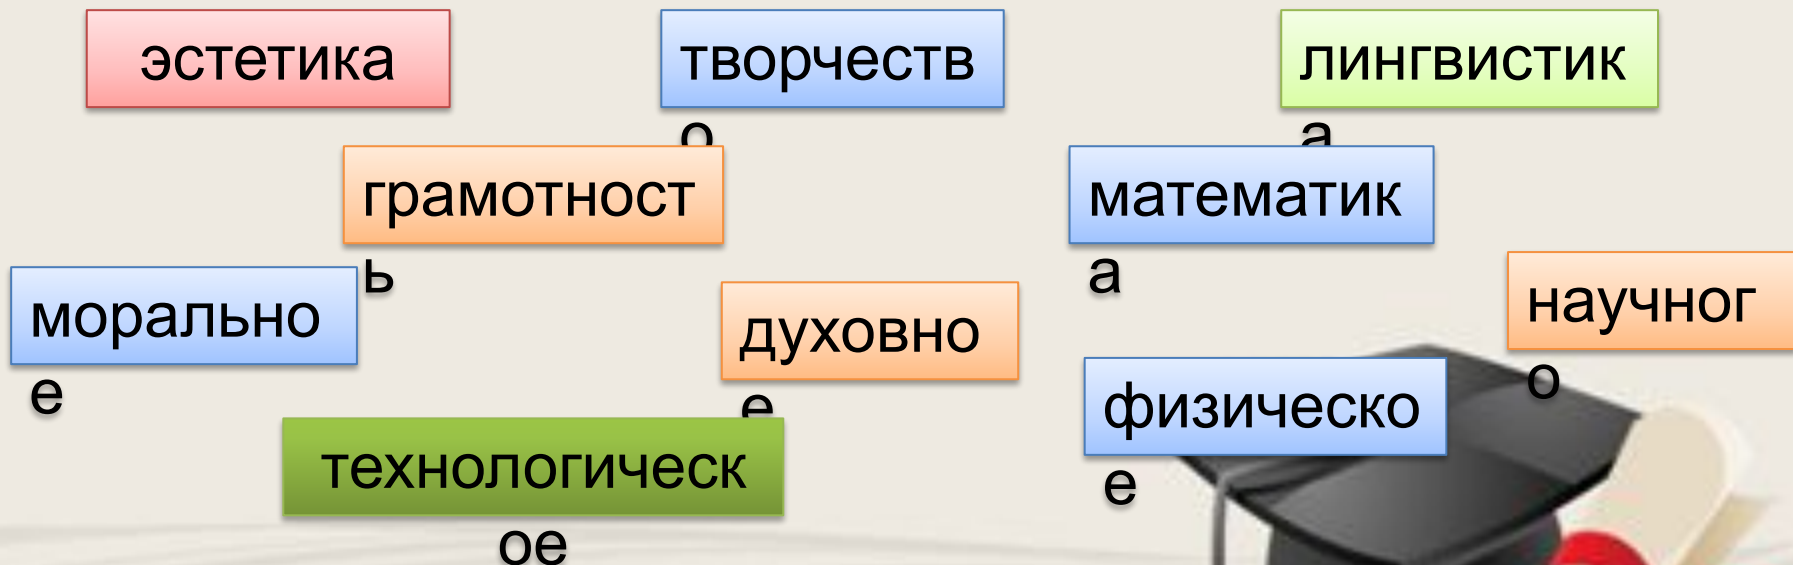 эстетика
творчеств
о
лингвистик
а
грамотност
ь
математик
а
научног
о
морально
е
духовно
е
физическо
е
технологическ
ое